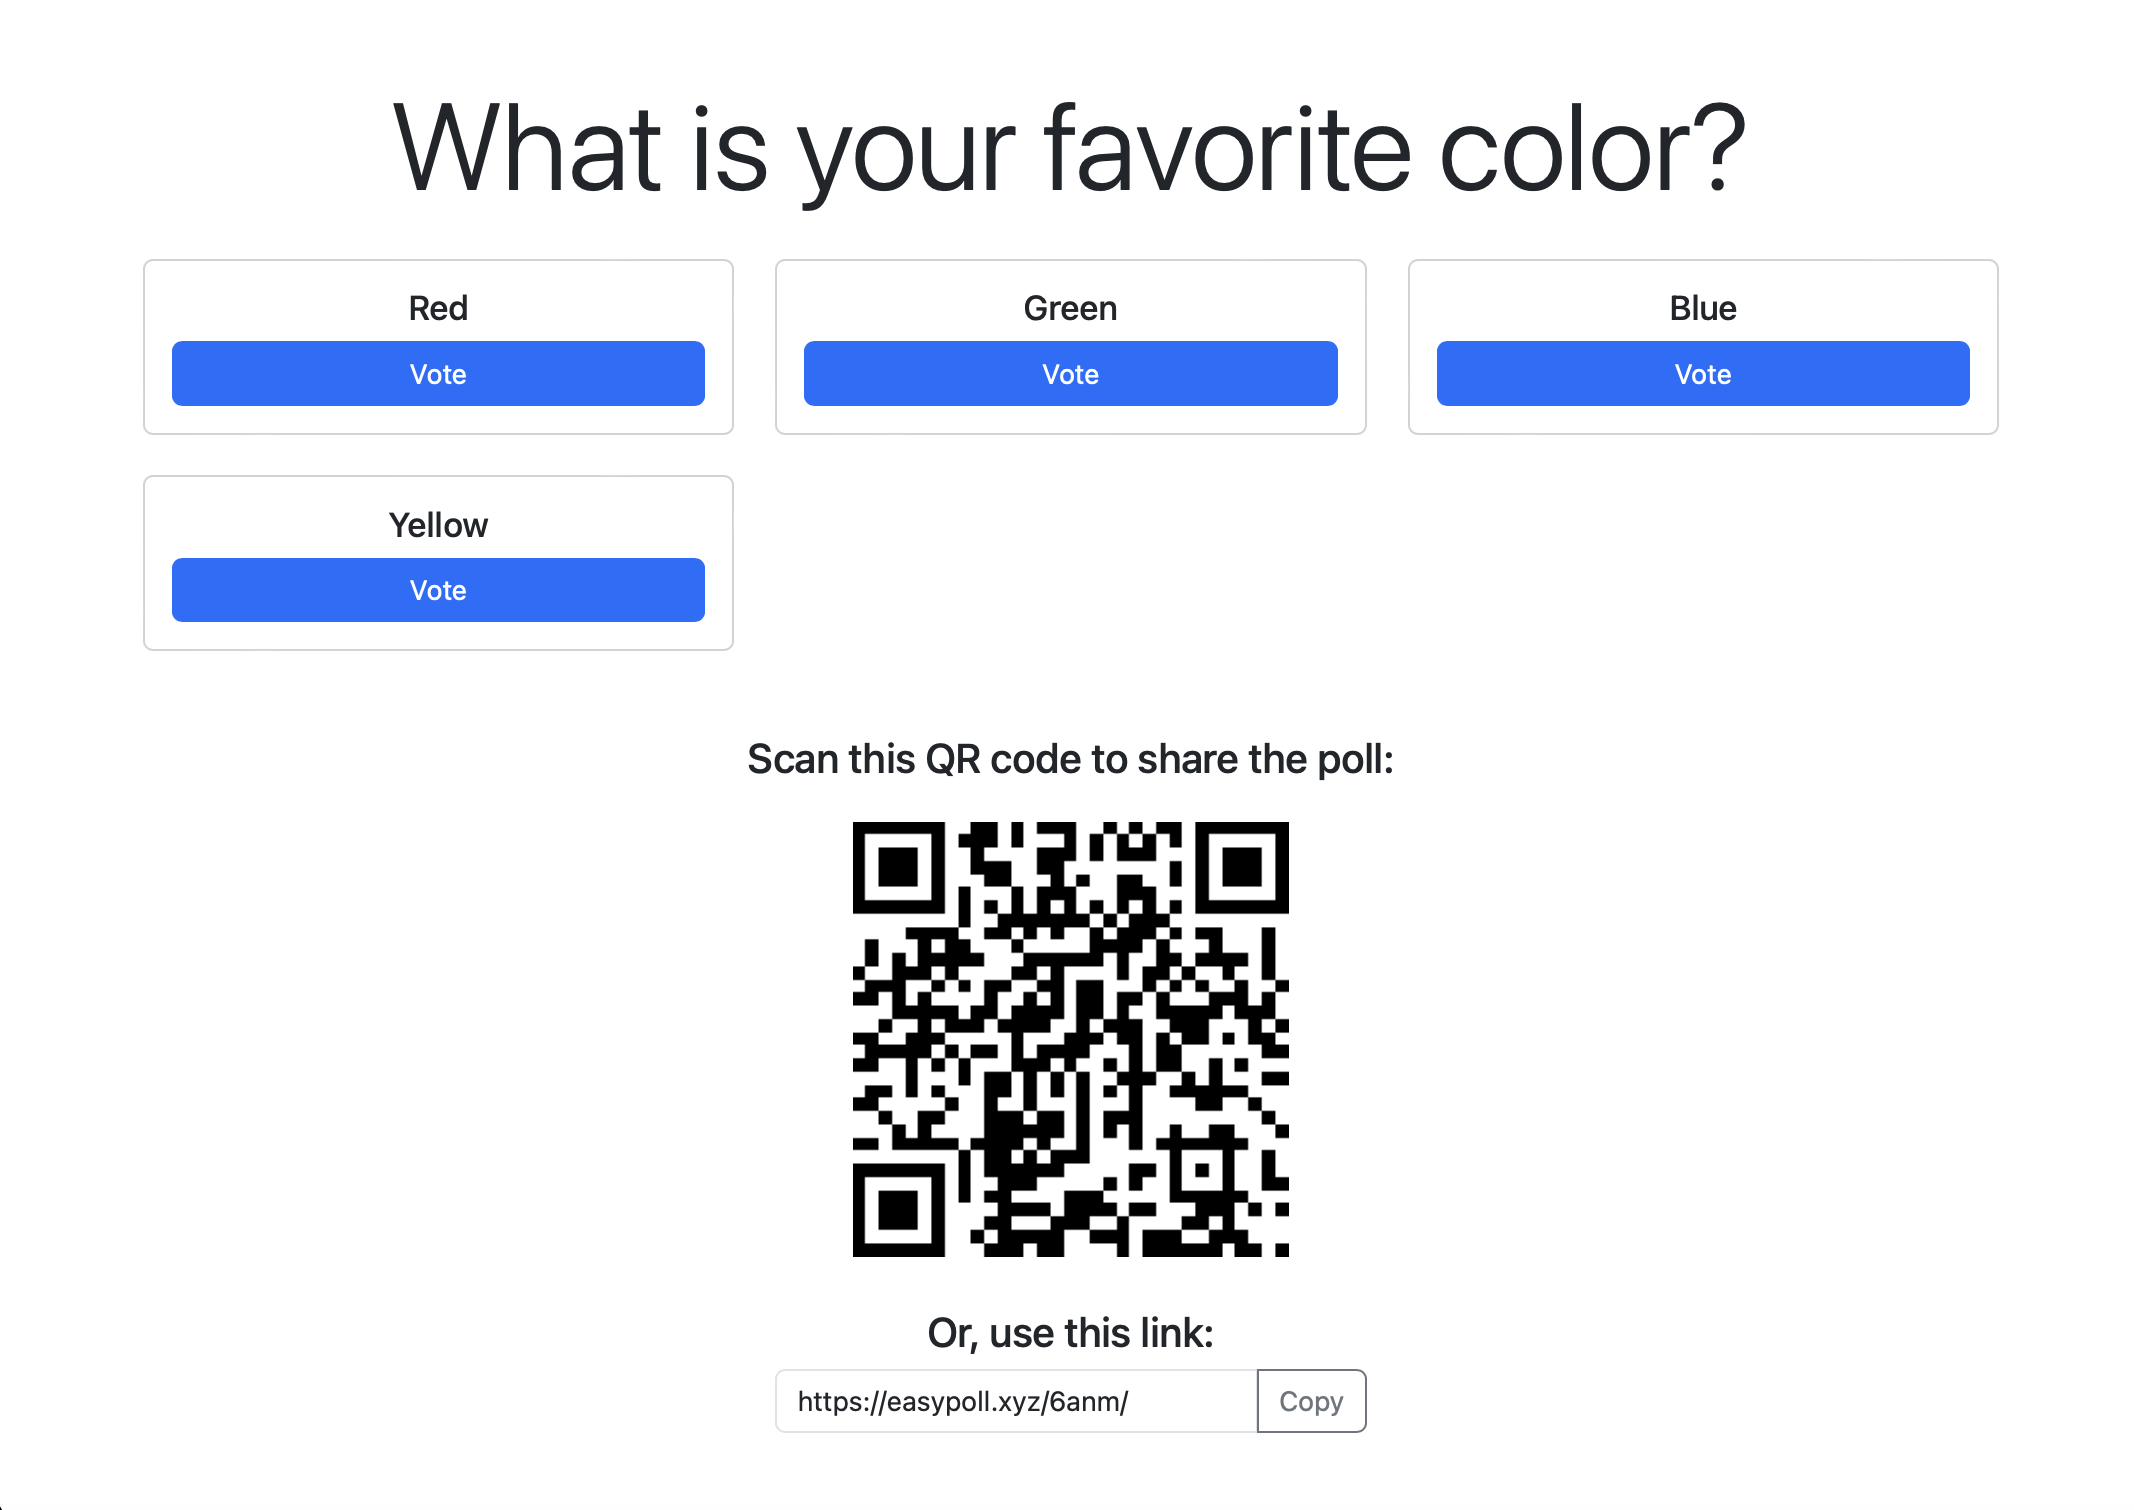 What is your favorite color?
Red
Vote
Green
Vote
Blue
Vote
Yellow
Vote
Scan this QR code to share the poll:
Or, use this link:
https://easypoll.xyz/6anm/
Copy